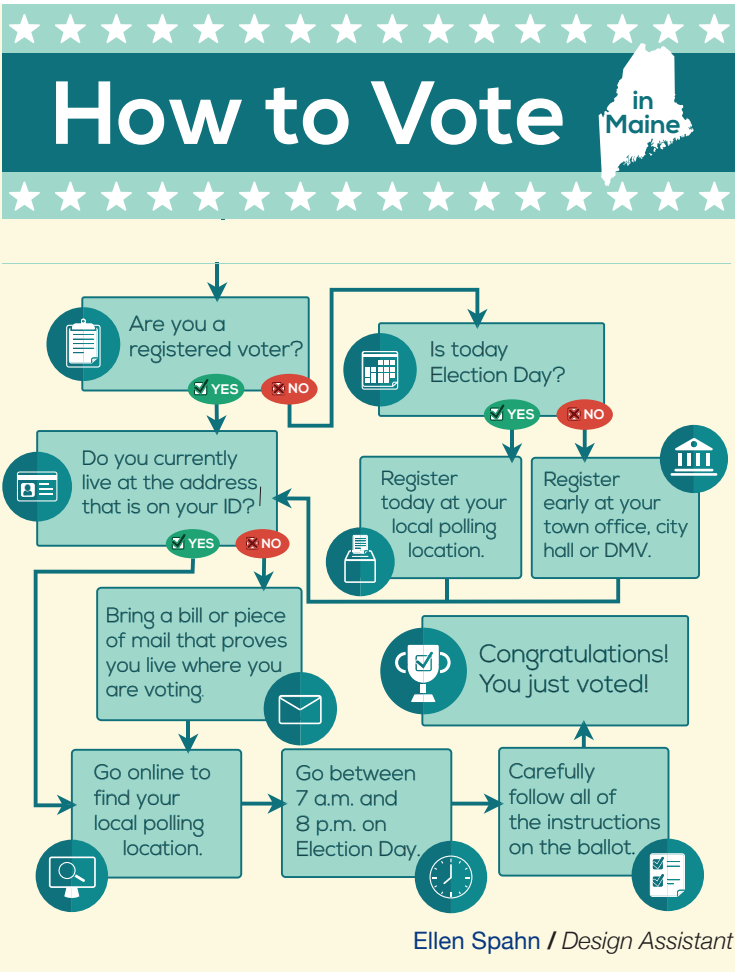 How to Vote
in
Maine
Are you a
registered voter?
YES
NO
Is today
Election Day?
YES
NO
Do you currently
live at the address
that is on your ID?
YES
NO
Register
today at your
local polling
location.
Register
early at your
town office, city
hall or DMV.
Bring a bill or piece
of mail that proves
you live where you
are voting.
Congratulations!
You just voted!
Go online to
find your
local polling
location.
Go between
7 a.m. and
8 p.m. on
Election Day.
Carefully
follow all of
the instructions
on the ballot.
Ellen Spahn / Design Assistant